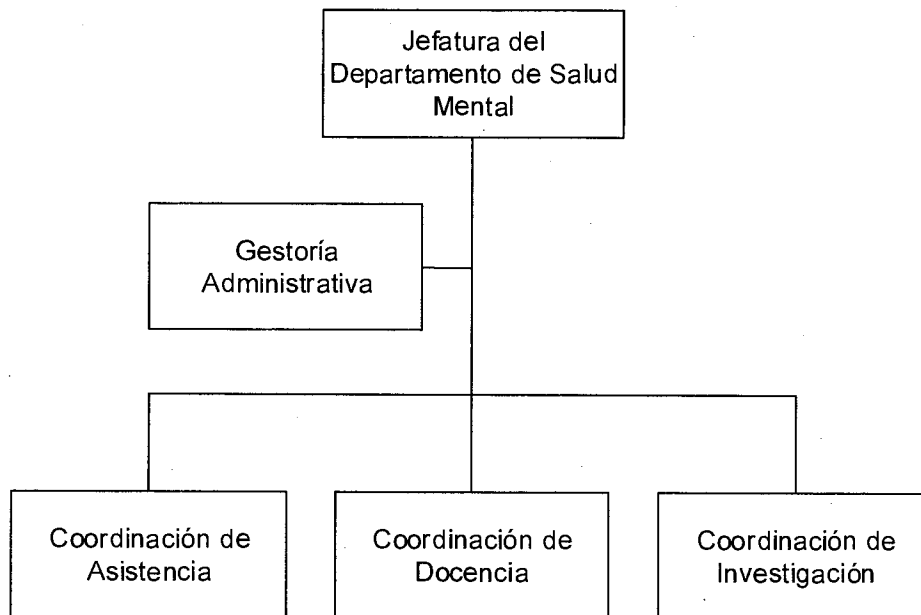 Jefatura del
Departamento de Salud
Mental
Gestoría
Administrativa
Coordinación de
Asistencia
Coordinación de
Docencia
Coordinación de
Investigación